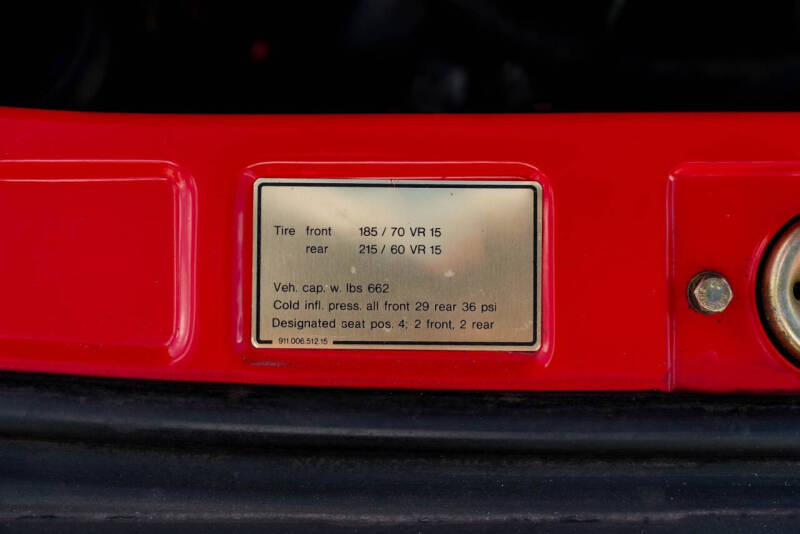 Tire front 185 / 70 VR 15
rear 215 / 60 VR 15
Veh. cap. w. lbs 662
Cold infl. press. all front 29 rear 36 psi
Designated seat pos. 4; 2 front, 2 rear
911.006.512.15